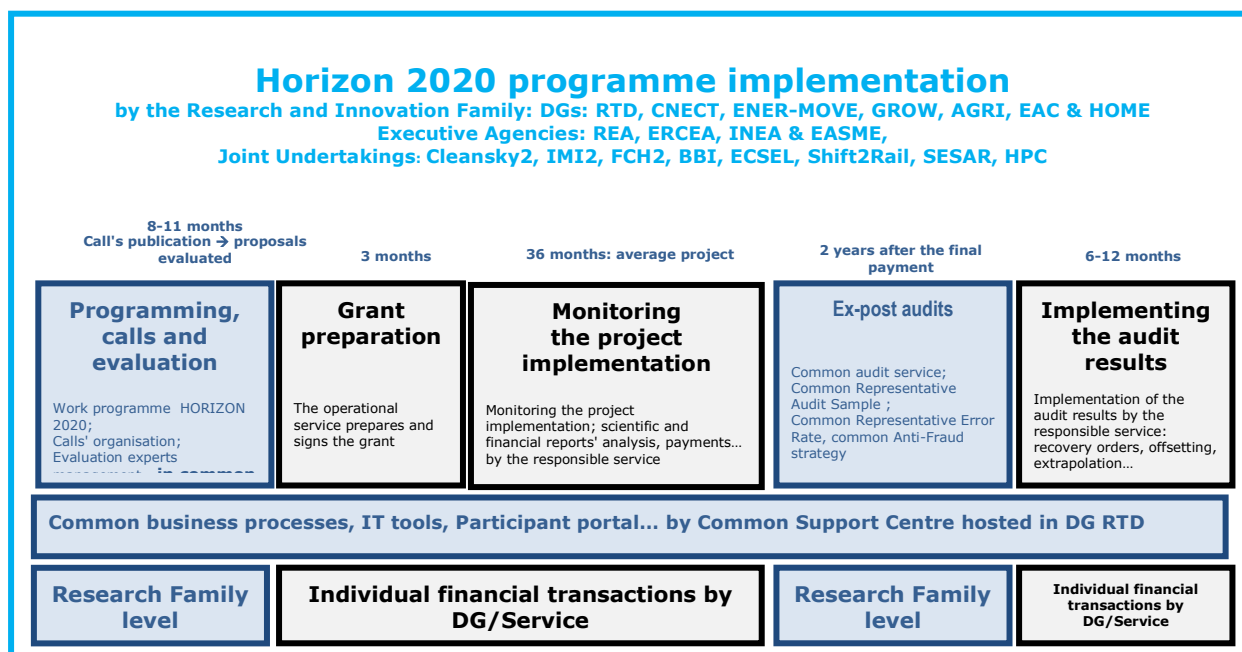 Horizon 2020 programme implementation
by the Research and Innovation Family: DGs: RTD, CNECT, ENER-MOVE, GROW, AGRI, EAC & HOME
Executive Agencies: REA, ERCEA, INEA & EASME,
Joint Undertakings: Cleansky2, IMI2, FCH2, BBI, ECSEL, Shift2Rail, SESAR, HPC
8-11 months
Call's publication → proposals
evaluated
3 months
36 months: average project
2 years after the final
payment
6-12 months
Programming,
calls and
evaluation
Work programme HORIZON
2020;
Calls' organisation;
Evaluation experts
management in common
Grant
preparation
The operational
service prepares and
signs the grant
Monitoring
the project
implementation
Monitoring the project
implementation; scientific and
financial reports' analysis, payments…
by the responsible service
Ex-post audits
Common audit service;
Common Representative
Audit Sample ;
Common Representative Error
Rate, common Anti-Fraud
strategy
Implementing
the audit
results
Implementation of the
audit results by the
responsible service:
recovery orders, offsetting,
extrapolation…
Common business processes, IT tools, Participant portal… by Common Support Centre hosted in DG RTD
Research Family
level
Individual financial transactions by
DG/Service
Research Family
level
Individual financial
transactions by
DG/Service